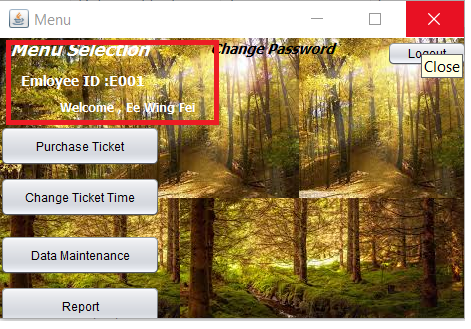 Menu
Menu Selection
Change Password
Logout
Close
Emloyee ID :E001
Welcome , Ee Wing Fei
Purchase Ticket
Change Ticket Time
Data Maintenance
Report